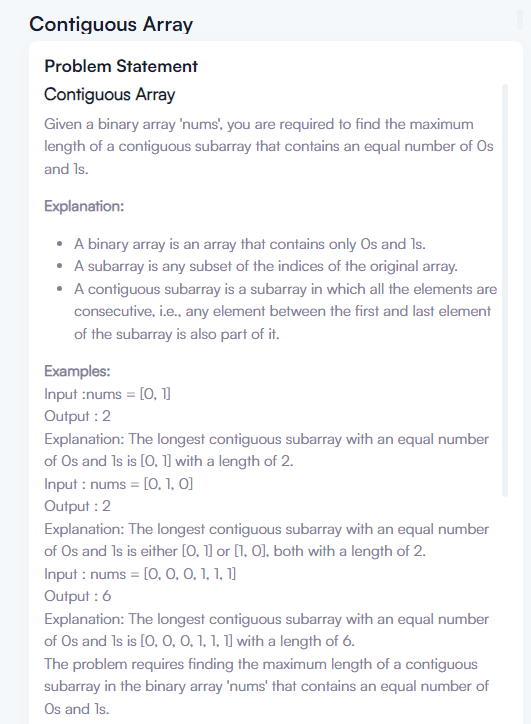 Contiguous Array
Problem Statement
Contiguous Array
Given a binary array 'nums', you are required to find the maximum
length of a contiguous subarray that contains an equal number of 0s
and 1s.
Explanation:
• A binary array is an array that contains only 0s and 1s.
• A subarray is any subset of the indices of the original array.
• A contiguous subarray is a subarray in which all the elements are
consecutive, i.e., any element between the first and last element
of the subarray is also part of it.
Examples:
Input :nums = [0, 1]
Output : 2
Explanation: The longest contiguous subarray with an equal number
of 0s and 1s is [0, 1] with a length of 2.
Input : nums = [0, 1, 0]
Output : 2
Explanation: The longest contiguous subarray with an equal number
of 0s and 1s is either [0, 1] or [1, 0], both with a length of 2.
Input : nums = [0, 0, 0, 1, 1, 1]
Output : 6
Explanation: The longest contiguous subarray with an equal number
of 0s and 1s is [0, 0, 0, 1, 1, 1] with a length of 6.
The problem requires finding the maximum length of a contiguous
subarray in the binary array 'nums' that contains an equal number of
0s and 1s.